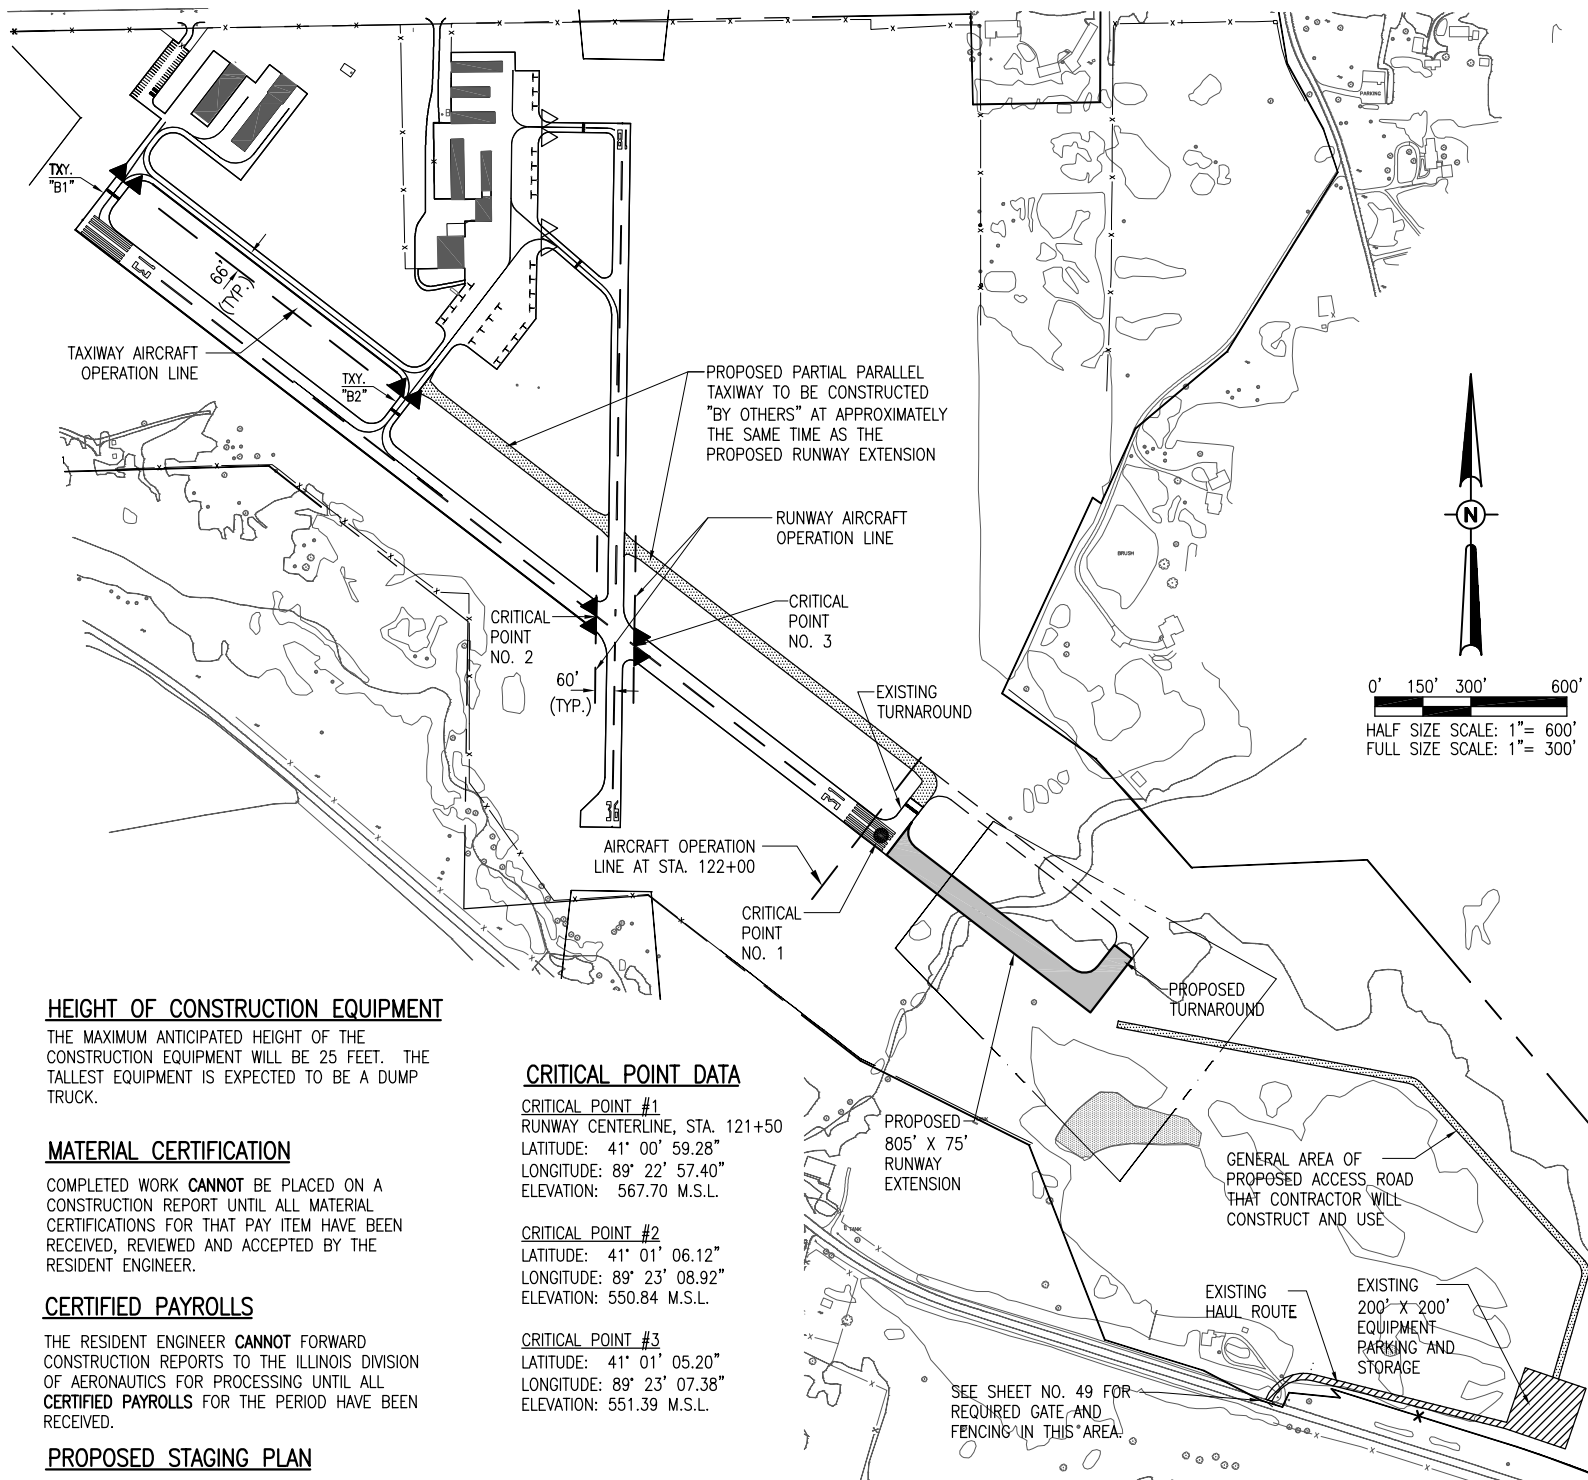 PARKING
TXY.
"B1"
13
18
66'
(TYP.)
TAXIWAY AIRCRAFT
OPERATION LINE
TXY.
"B2"
PROPOSED PARTIAL PARALLEL
TAXIWAY TO BE CONSTRUCTED
"BY OTHERS" AT APPROXIMATELY
THE SAME TIME AS THE
PROPOSED RUNWAY EXTENSION
RUNWAY AIRCRAFT
OPERATION LINE
BRUSH
N
CRITICAL
POINT
NO. 2
CRITICAL
POINT
NO. 3
60'
(TYP.)
EXISTING
TURNAROUND
0' 150' 300' 600'
HALF SIZE SCALE: 1"= 600'
FULL SIZE SCALE: 1"= 300'
31
36
AIRCRAFT OPERATION
LINE AT STA. 122+00
CRITICAL
POINT
NO. 1
PROPOSED
TURNAROUND
PROPOSED
805' X 75'
RUNWAY
EXTENSION
GENERAL AREA OF
PROPOSED ACCESS ROAD
THAT CONTRACTOR WILL
CONSTRUCT AND USE
EXISTING
HAUL ROUTE
EXISTING
200' X 200'
EQUIPMENT
PARKING AND
STORAGE
SEE SHEET NO. 49 FOR
REQUIRED GATE AND
FENCING IN THIS AREA.
HEIGHT OF CONSTRUCTION EQUIPMENT
THE MAXIMUM ANTICIPATED HEIGHT OF THE
CONSTRUCTION EQUIPMENT WILL BE 25 FEET. THE
TALLEST EQUIPMENT IS EXPECTED TO BE A DUMP
TRUCK.
MATERIAL CERTIFICATION
COMPLETED WORK CANNOT BE PLACED ON A
CONSTRUCTION REPORT UNTIL ALL MATERIAL
CERTIFICATIONS FOR THAT PAY ITEM HAVE BEEN
RECEIVED, REVIEWED AND ACCEPTED BY THE
RESIDENT ENGINEER.
CERTIFIED PAYROLLS
THE RESIDENT ENGINEER CANNOT FORWARD
CONSTRUCTION REPORTS TO THE ILLINOIS DIVISION
OF AERONAUTICS FOR PROCESSING UNTIL ALL
CERTIFIED PAYROLLS FOR THE PERIOD HAVE BEEN
RECEIVED.
PROPOSED STAGING PLAN
CRITICAL POINT DATA
CRITICAL POINT #1
RUNWAY CENTERLINE, STA. 121+50
LATITUDE: 41° 00' 59.28"
LONGITUDE: 89° 22' 57.40"
ELEVATION: 567.70 M.S.L.
CRITICAL POINT #2
LATITUDE: 41° 01' 06.12"
LONGITUDE: 89° 23' 08.92"
ELEVATION: 550.84 M.S.L.
CRITICAL POINT #3
LATITUDE: 41° 01' 05.20"
LONGITUDE: 89° 23' 07.38"
ELEVATION: 551.39 M.S.L.